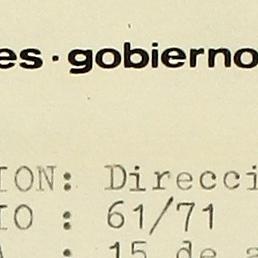 es · gobierno
ION: Direcci
IO : 61/71
: 15 de a